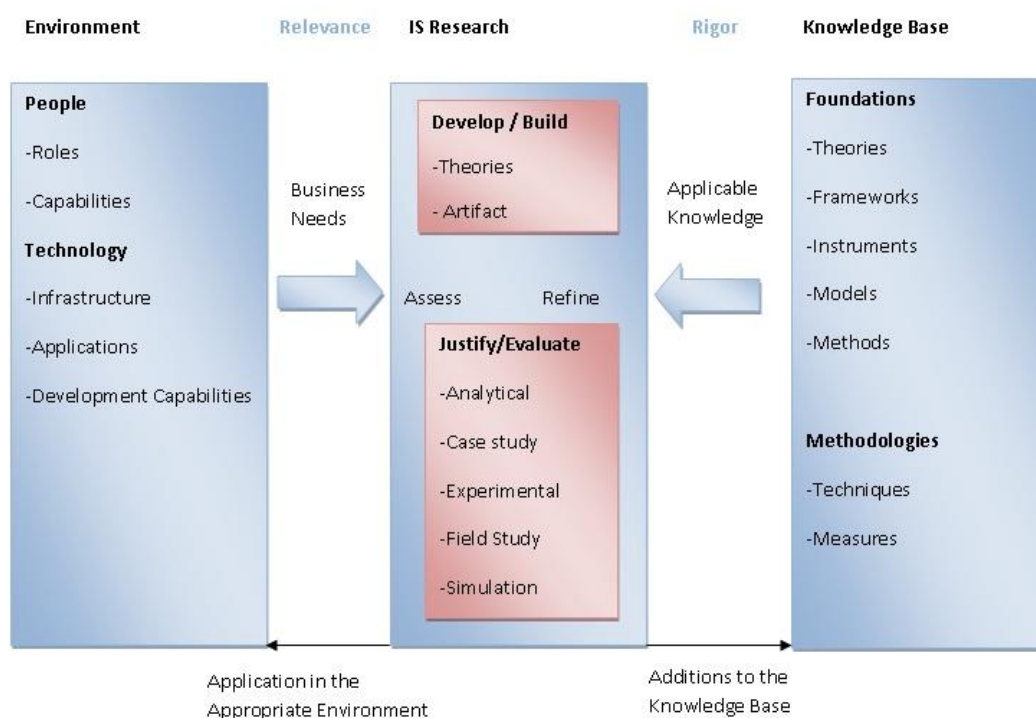 Environment
Relevance
IS Research
Rigor
Knowledge Base
People
-Roles
-Capabilities
Technology
-Infrastructure
-Applications
-Development Capabilities
Business
Needs
Develop / Build
-Theories
- Artifact
Assess
Refine
Justify/Evaluate
-Analytical
-Case study
-Experimental
-Field Study
-Simulation
Applicable
Knowledge
Foundations
-Theories
-Frameworks
-Instruments
-Models
-Methods
Methodologies
-Techniques
-Measures
Application in the
Appropriate Environment
Additions to the
Knowledge Base